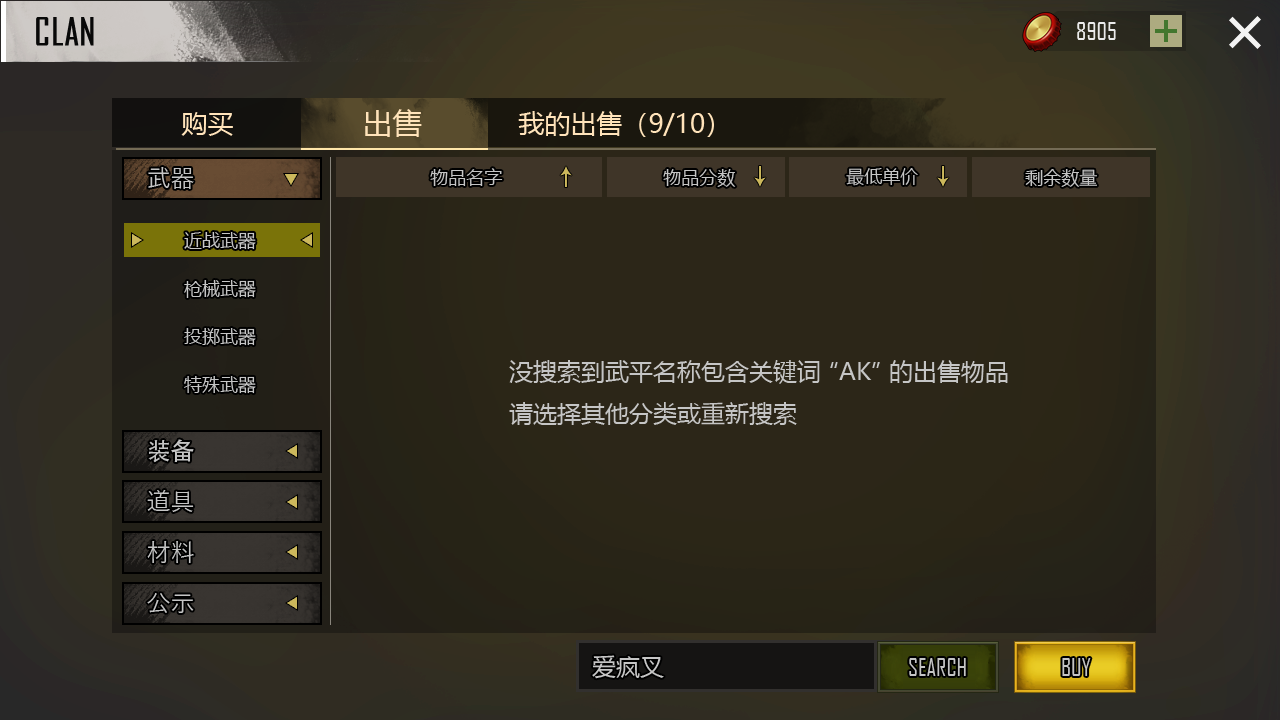 CLAN
8905
购买
出售
我的出售（9/10）
武器
物品名字
物品分数
最低单价
剩余数量
近战武器
枪械武器
投掷武器
特殊武器
没搜索到武平名称包含关键词 “AK” 的出售物品
请选择其他分类或重新搜索
装备
道具
材料
公示
爱疯叉
SEARCH
BUY